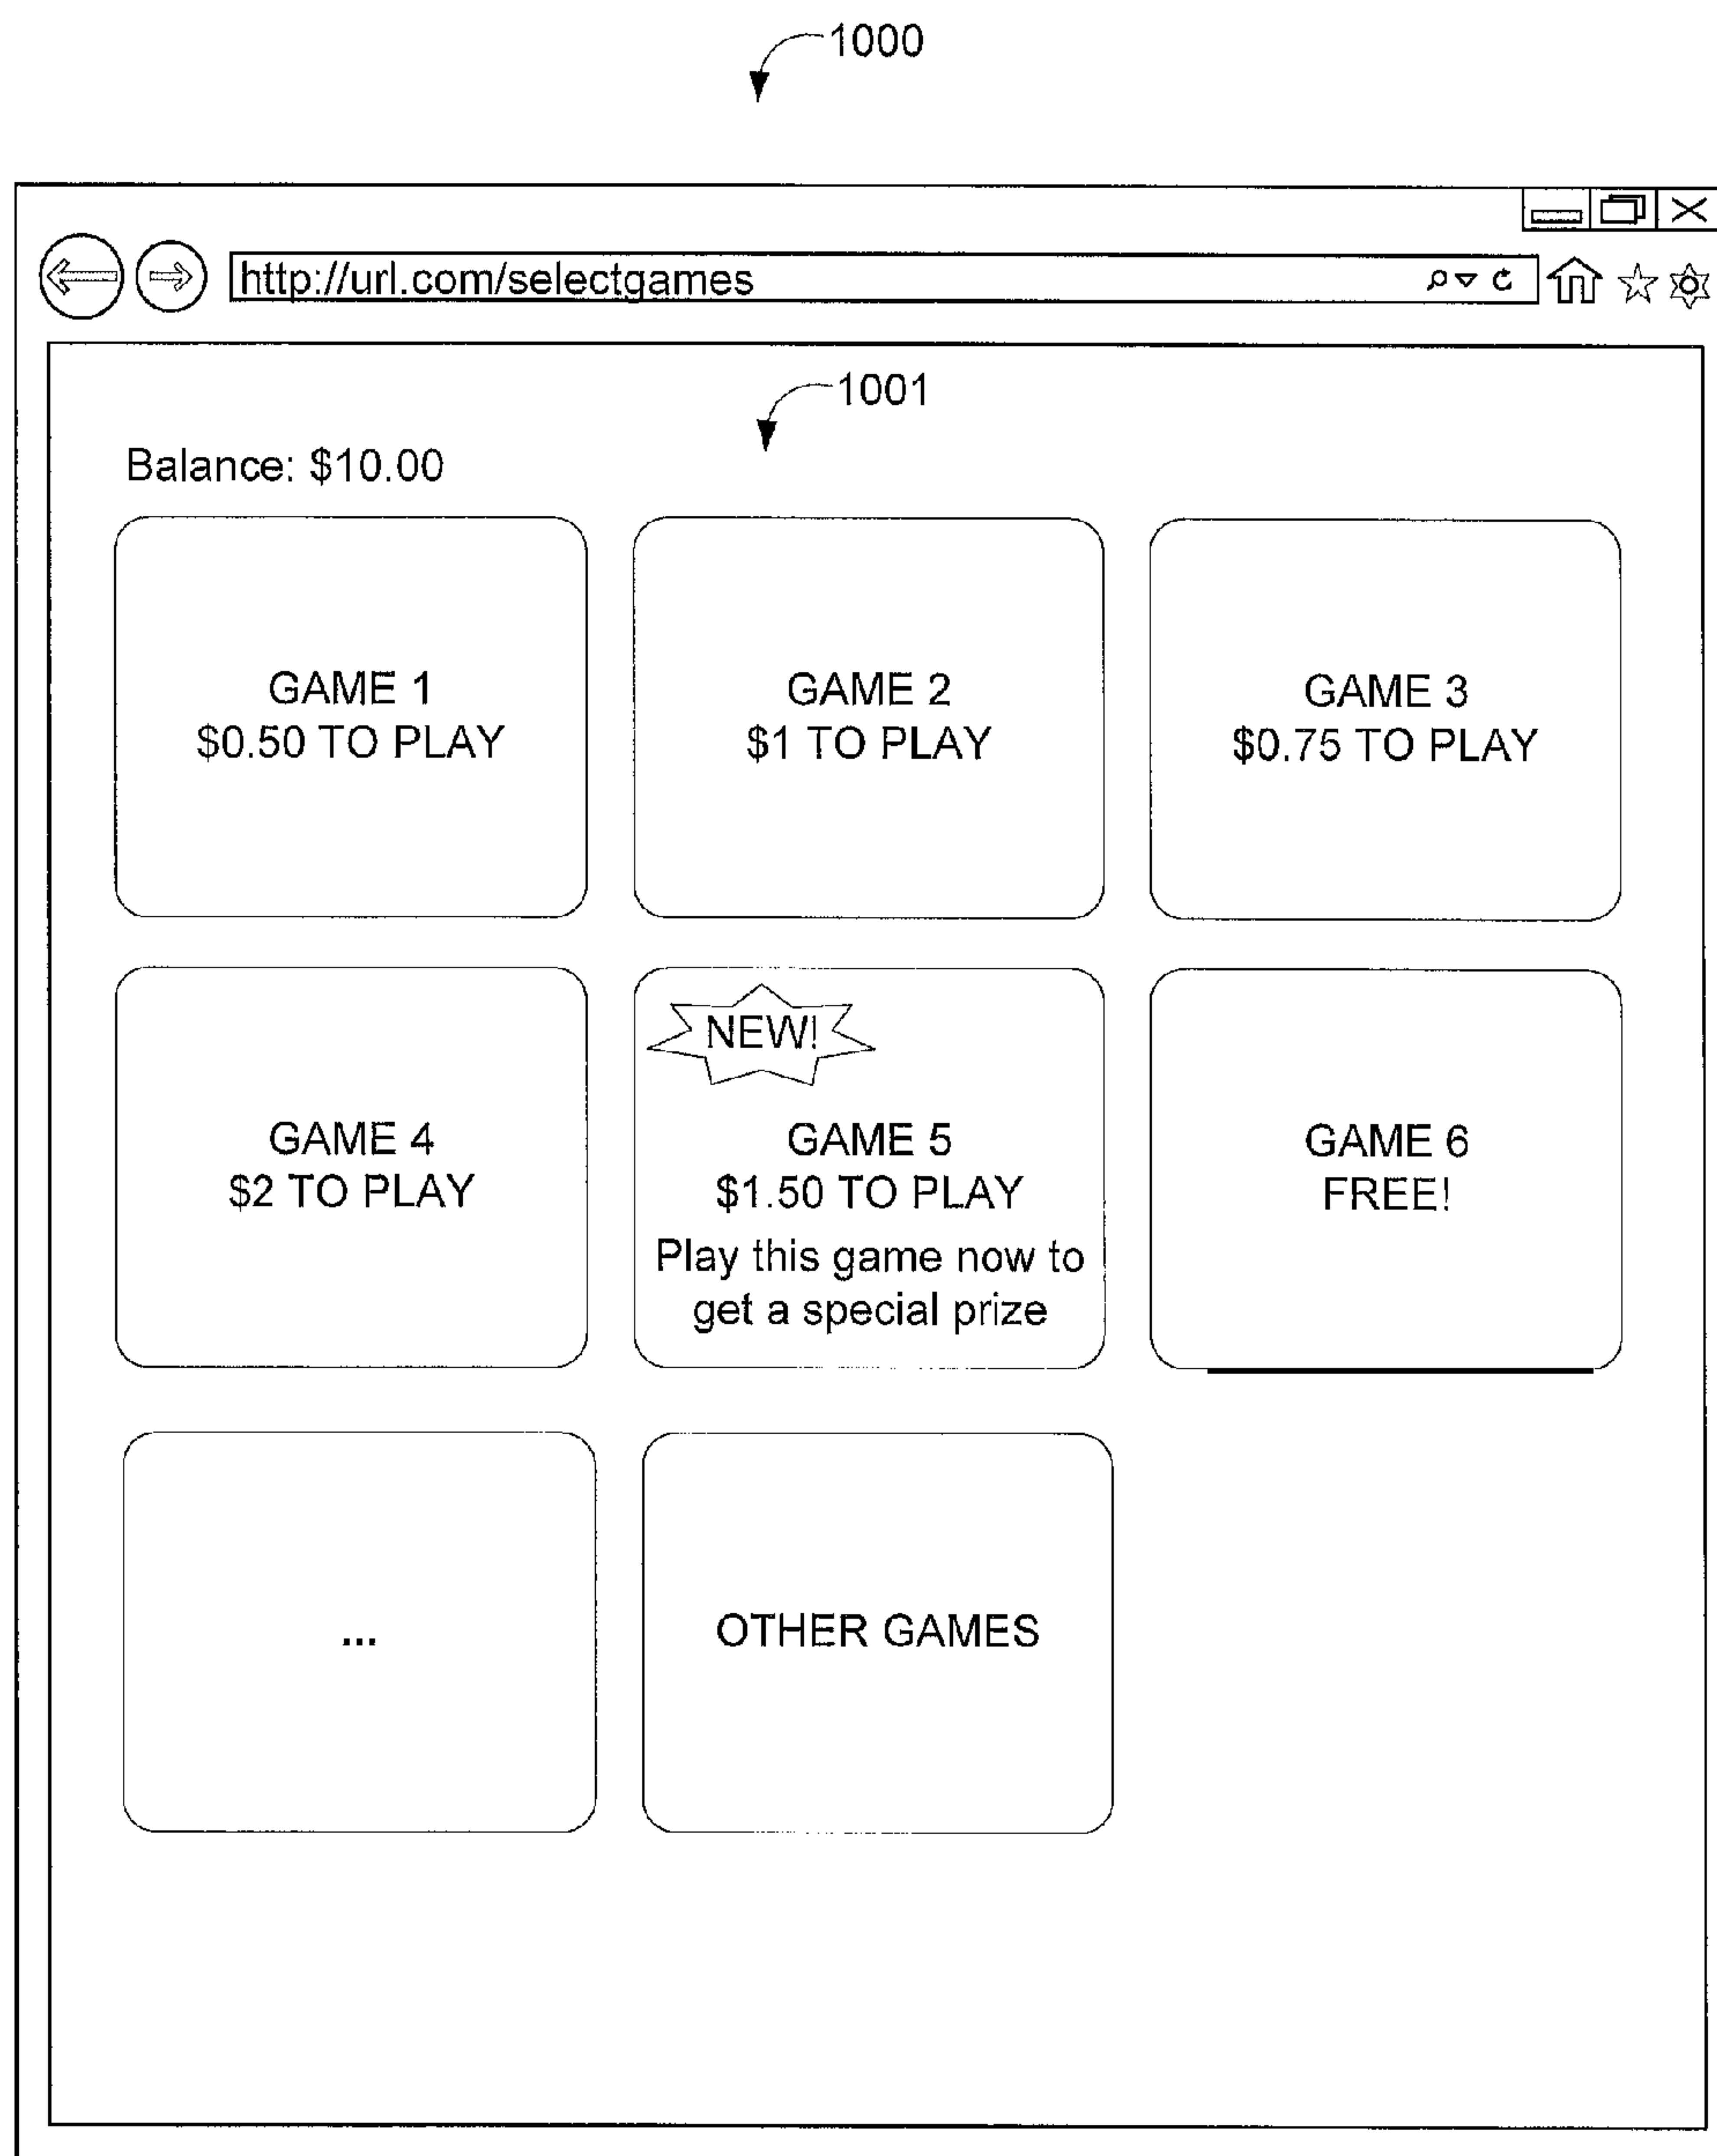 1000
http://url.com/selectgames
1001
Balance: $10.00
GAME 1
$0.50 TO PLAY
GAME 2
$1 TO PLAY
GAME 3
$0.75 TO PLAY
GAME 4
$2 TO PLAY
NEW!
GAME 5
$1.50 TO PLAY
Play this game now to
get a special prize
GAME 6
FREE!
...
OTHER GAMES